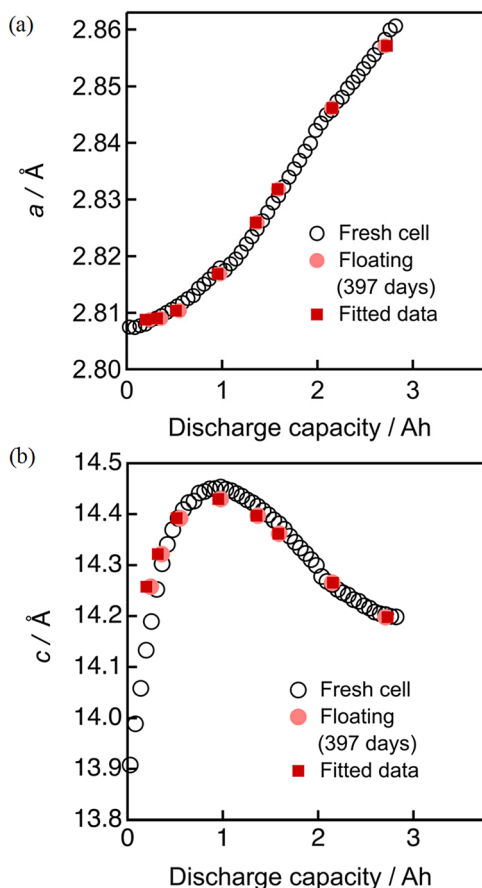 (a)
2.86
2.85
2.84
2.83
2.82
2.81
2.80
a / Å
Fresh cell
Floating
(397 days)
Fitted data
0 1 2 3
Discharge capacity / Ah
(b)
14.5
14.4
14.3
14.2
14.1
14.0
13.9
13.8
c / Å
Fresh cell
Floating
(397 days)
Fitted data
0 1 2 3
Discharge capacity / Ah